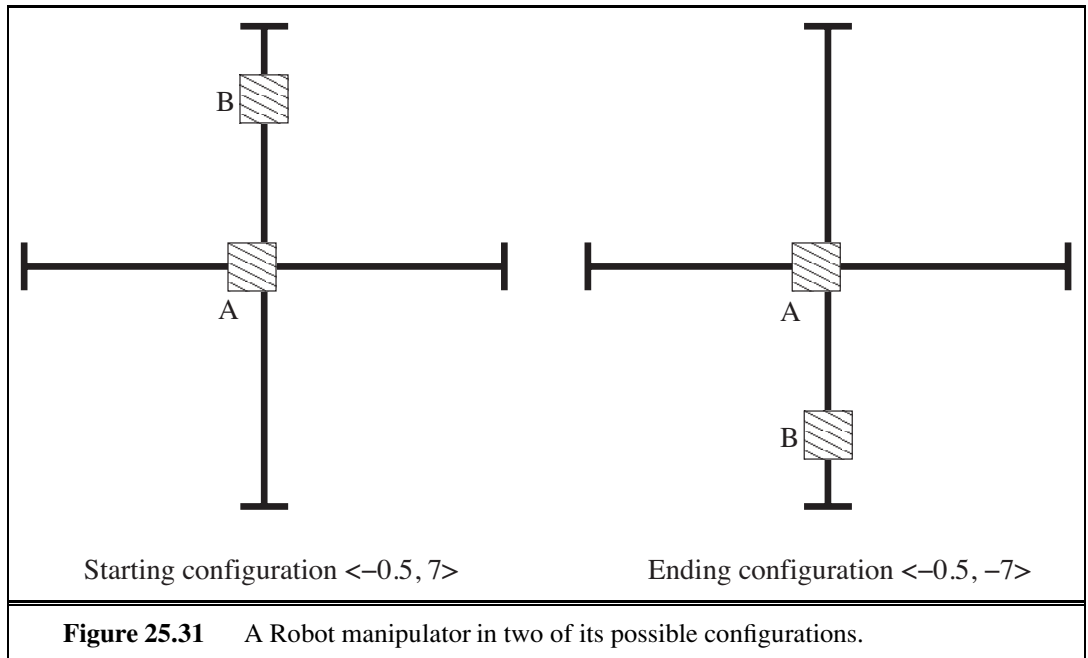 B
A
Starting configuration <−0.5, 7>
A
B
Ending configuration <−0.5, −7>
Figure 25.31 A Robot manipulator in two of its possible configurations.